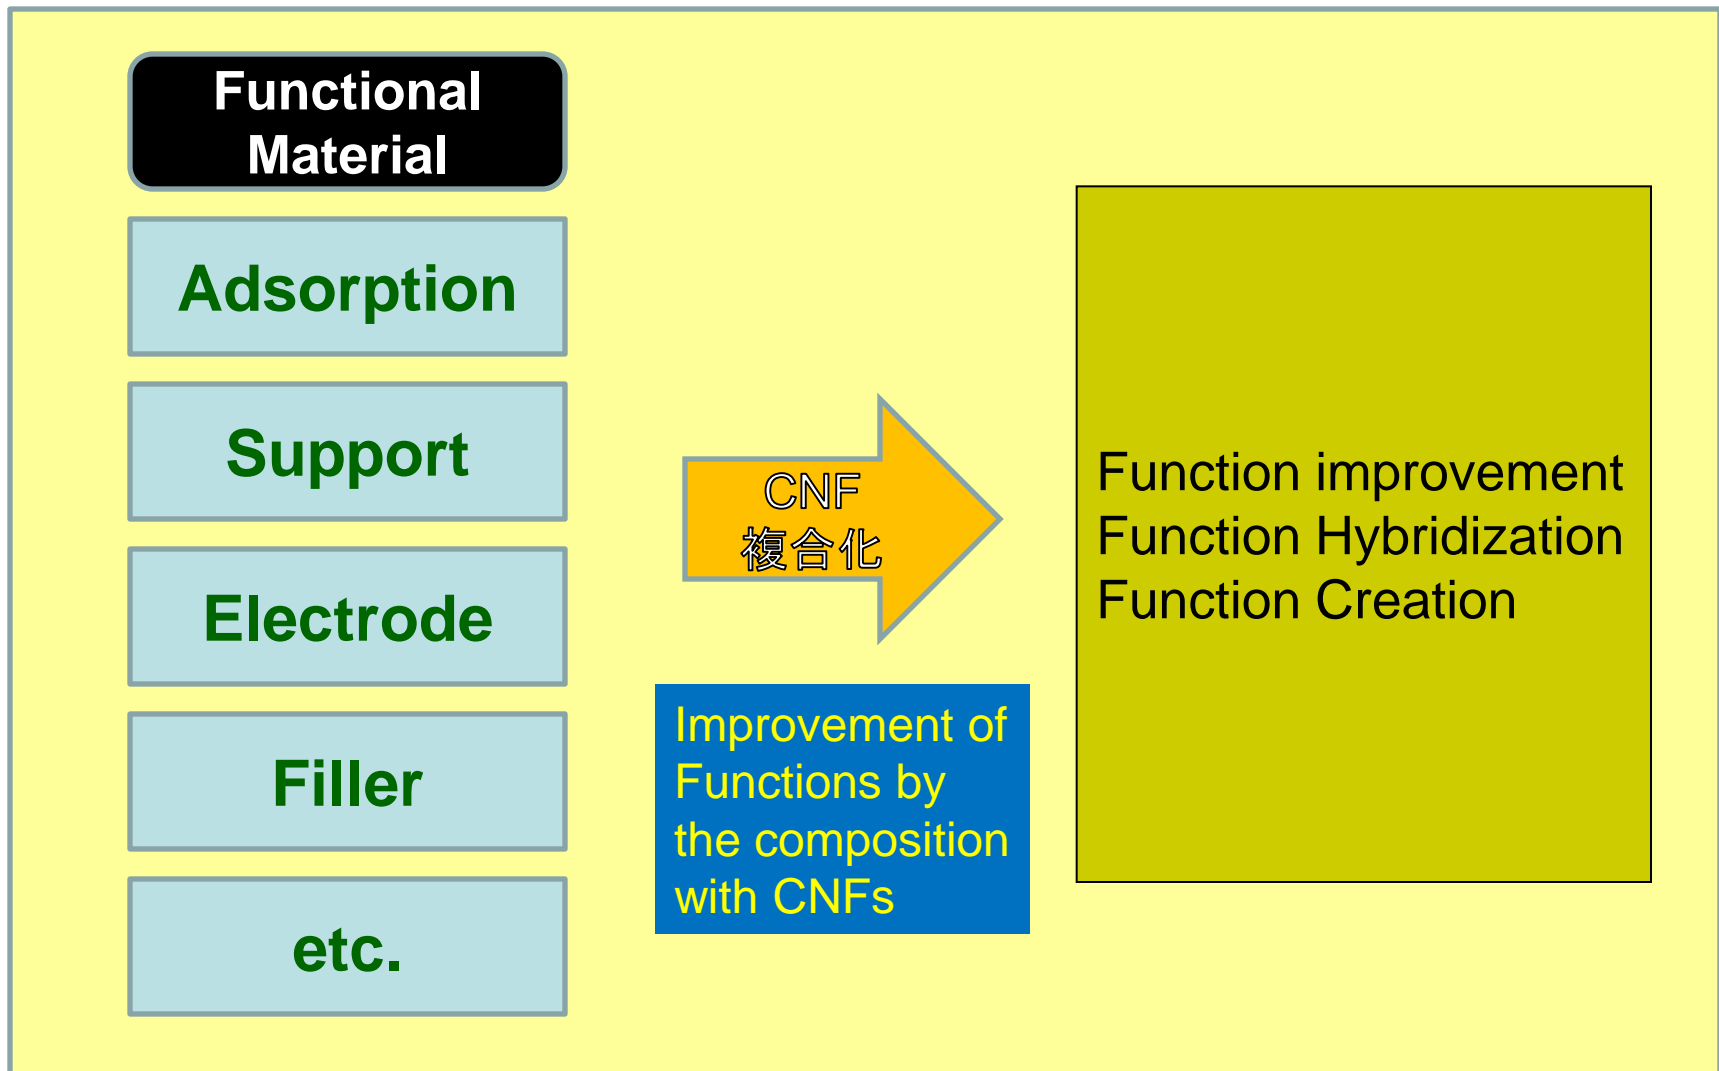 Functional
Material
Adsorption
Support
Electrode
Filler
etc.
CNF
複合化
Improvement of
Functions by
the composition
with CNFs
Function improvement
Function Hybridization
Function Creation